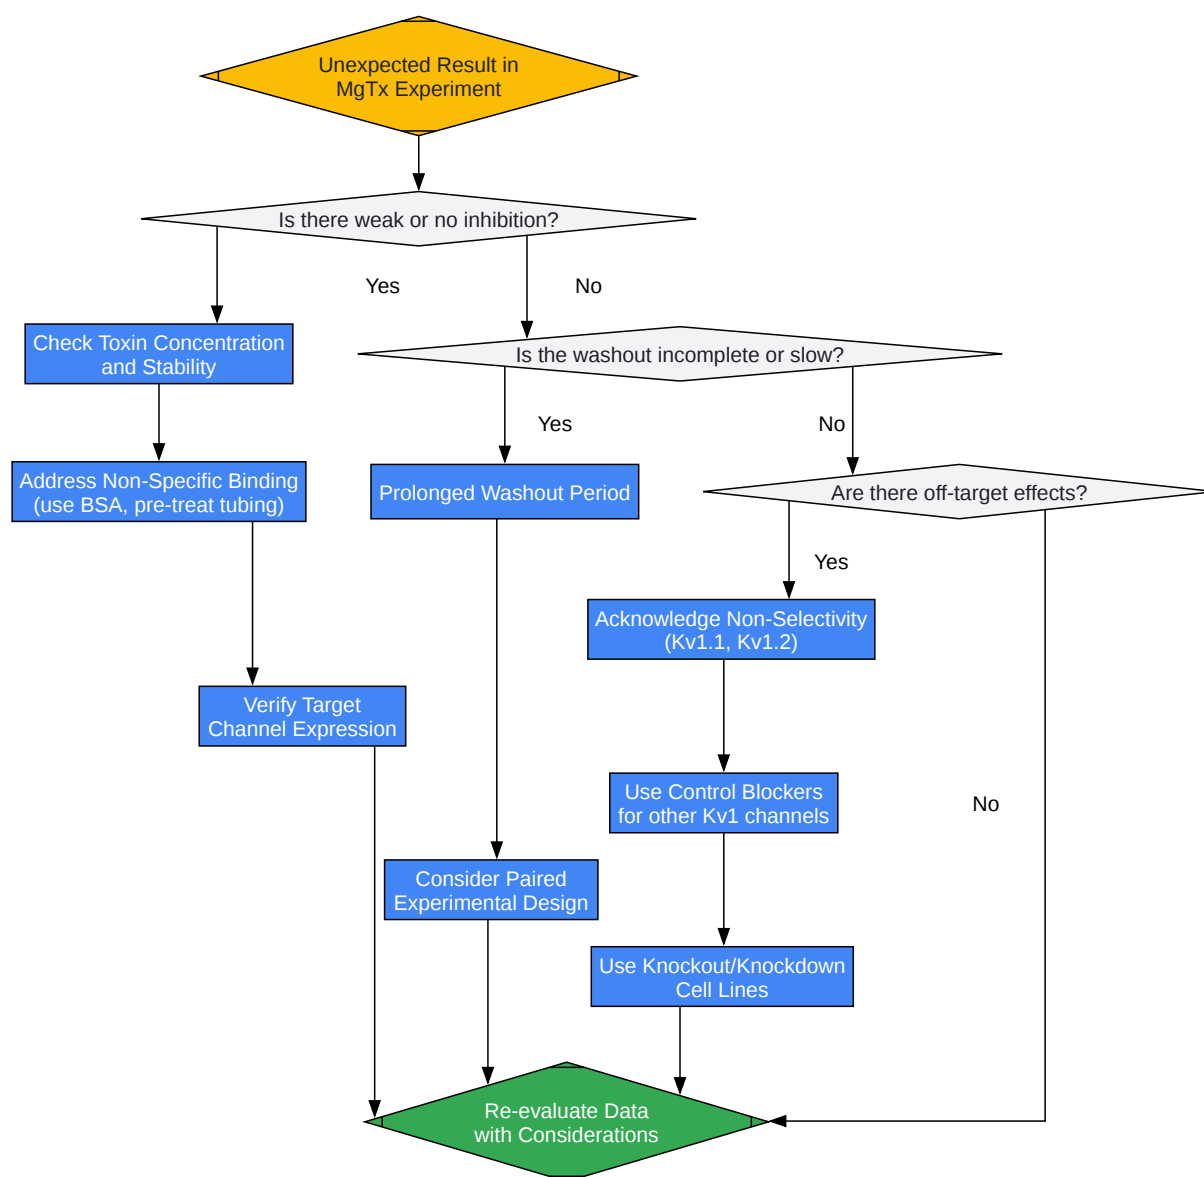 Unexpected Result in
MgTx Experiment
Is there weak or no inhibition?
Yes
No
Check Toxin Concentration
and Stability
Is the washout incomplete or slow?
Yes
No
Address Non-Specific Binding
(use BSA, pre-treat tubing)
Prolonged Washout Period
Are there off-target effects?
Yes
Acknowledge Non-Selectivity
(Kv1.1, Kv1.2)
Verify Target
Channel Expression
Use Control Blockers
for other Kv1 channels
No
Consider Paired
Experimental Design
Use Knockout/Knockdown
Cell Lines
Re-evaluate Data
with Considerations